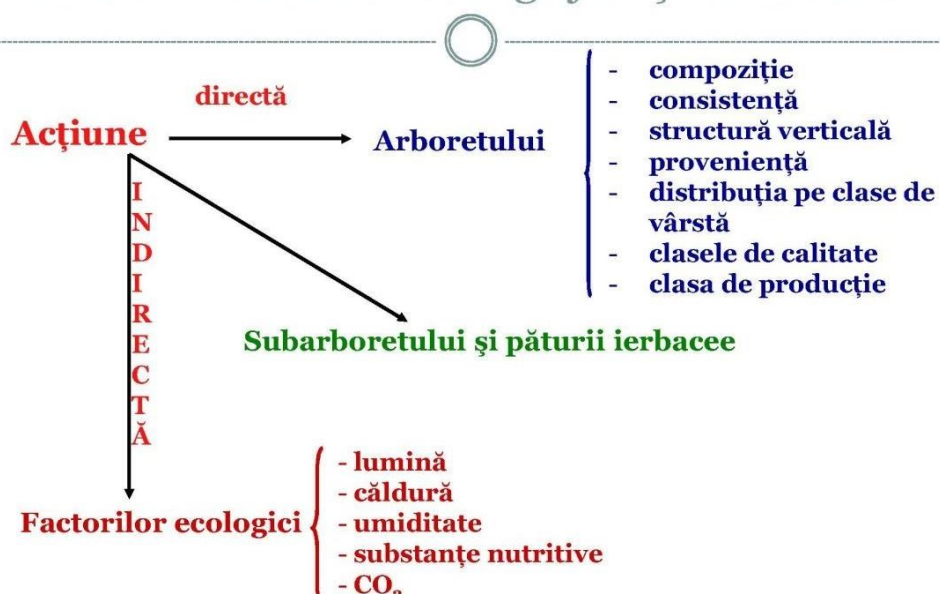 directă
Acțiune
Arboretului
- compoziție
- consistență
- structură verticală
- proveniență
- distribuția pe clase de
vârstă
- clasele de calitate
- clasa de producție
INDIRECTĂ
Subarboretului şi păturii ierbacee
Factorilor ecologici
- lumină
- căldură
- umiditate
- substanțe nutritive
- CO₂